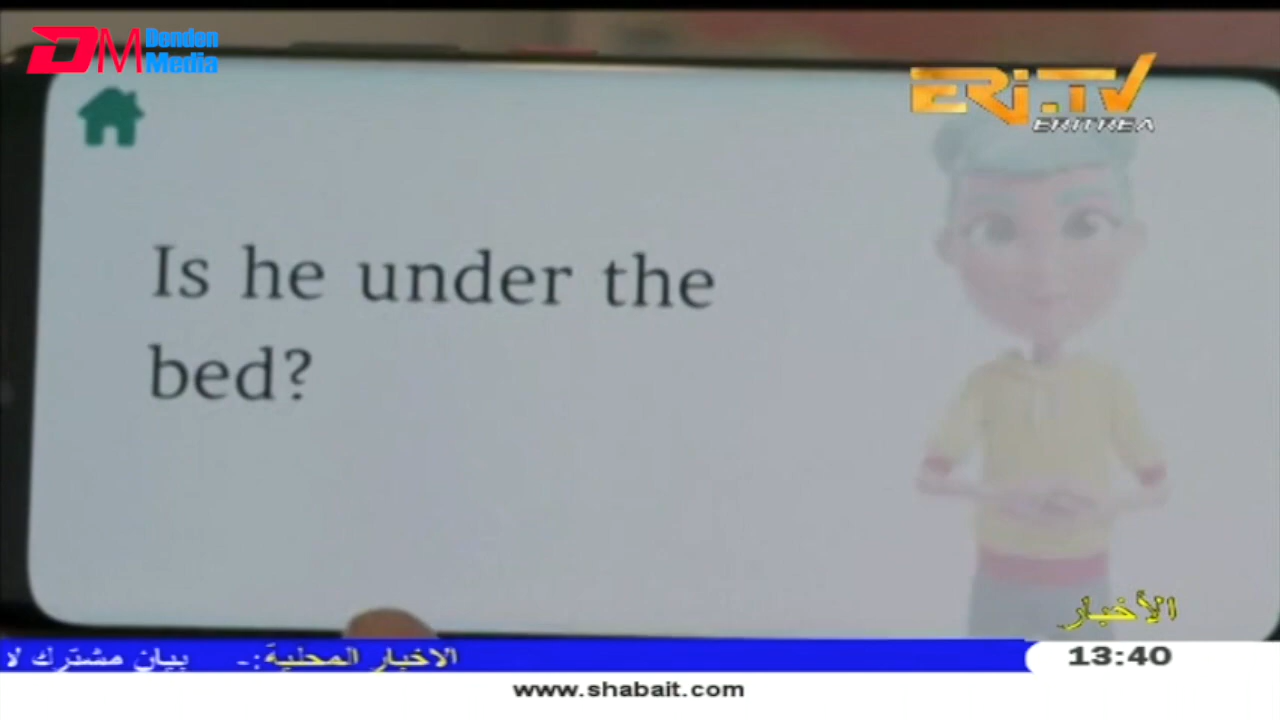 DM Denden
Media
ERi.TV
ERITREA
Is he under the
bed?
الأخبار
الاخبار المحلية:- بيان مشترك لا
13:40
www.shabait.com